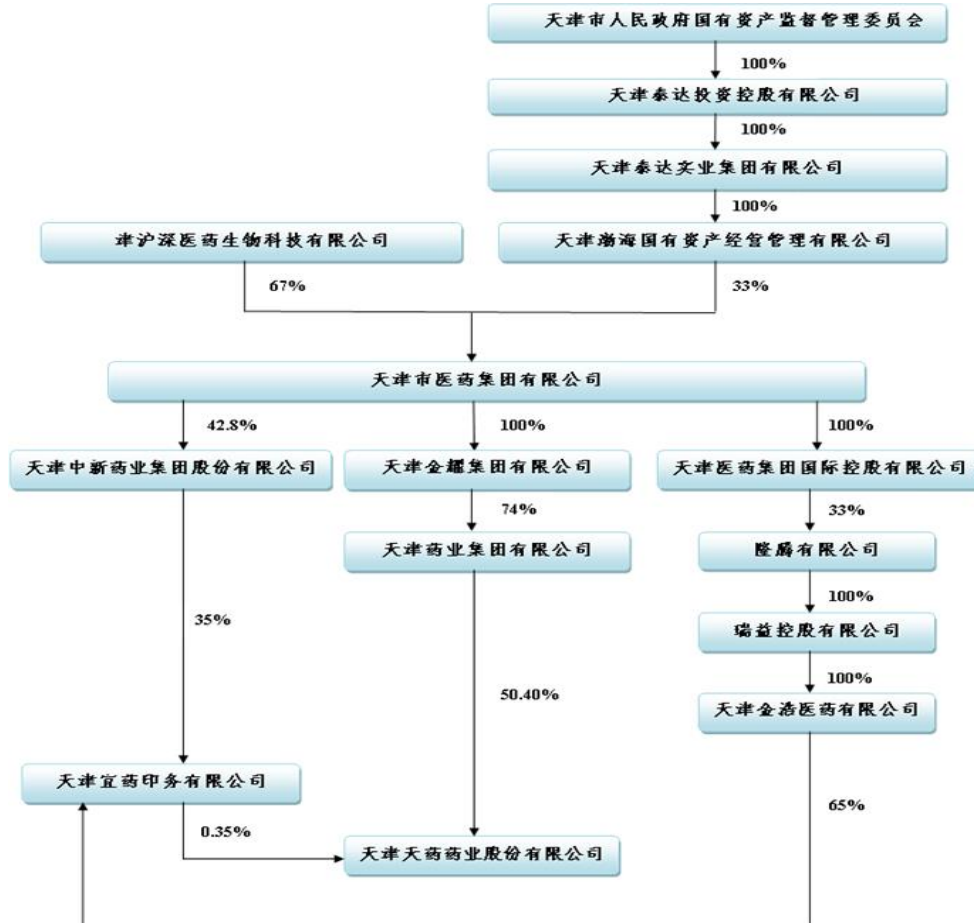 天津市人民政府国有资产监督管理委员会
100%
天津泰达投资控股有限公司
100%
天津泰达实业集团有限公司
100%
津沪深医药生物科技有限公司
天津渤海国有资产经营管理有限公司
67%
33%
天津市医药集团有限公司
42.8%
100%
100%
天津中新药业集团股份有限公司
天津金耀集团有限公司
天津医药集团国际控股有限公司
74%
33%
天津药业集团有限公司
隆腾有限公司
100%
35%
瑞益控股有限公司
100%
50.40%
天津金浩医药有限公司
天津宜药印务有限公司
65%
0.35%
天津天药药业股份有限公司